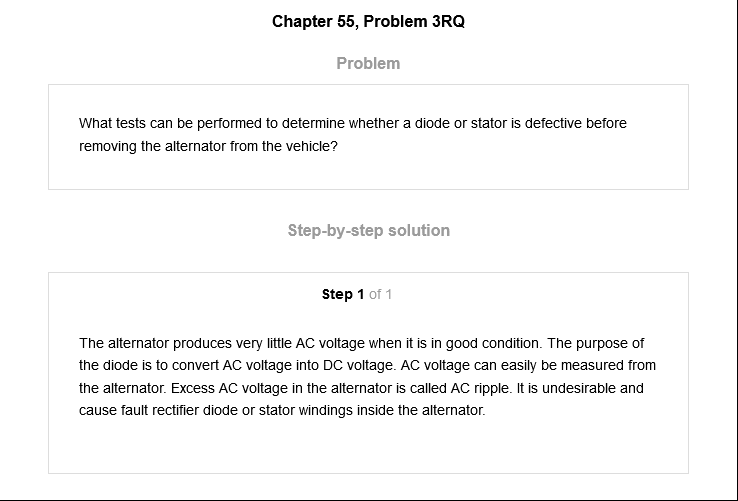 Chapter 55, Problem 3RQ
Problem
What tests can be performed to determine whether a diode or stator is defective before
removing the alternator from the vehicle?
Step-by-step solution
Step 1 of 1
The alternator produces very little AC voltage when it is in good condition. The purpose of
the diode is to convert AC voltage into DC voltage. AC voltage can easily be measured from
the alternator. Excess AC voltage in the alternator is called AC ripple. It is undesirable and
cause fault rectifier diode or stator windings inside the alternator.